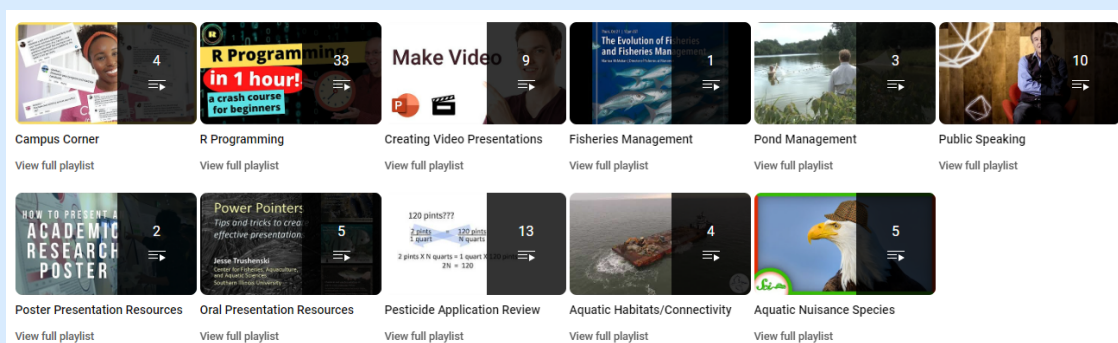 4
R Programming
in 1 hour!
a crash course
for beginners
33
Make Video
P
9
The Evolution of Fisheries
and Fisheries Management
1
3
10
Campus Corner
R Programming
Creating Video Presentations
Fisheries Management
Pond Management
Public Speaking
View full playlist
View full playlist
View full playlist
View full playlist
View full playlist
View full playlist
HOW TO PRESENT A
ACADEMIC
RESEARCH
POSTER
2
Power Pointers
Tips and tricks to create
effective presentation
Jesse Trushenski
Center for Fisheries, Aquaculture,
and Aquatic Sciences
Southern Illinois University
5
120 pints???
2 pints = 120 pints
1 quart N quarts
2 pints X N quarts = 1 quart X 120 pints
2N = 120
13
4
Sci
5
Poster Presentation Resources
Oral Presentation Resources
Pesticide Application Review
Aquatic Habitats/Connectivity
Aquatic Nuisance Species
View full playlist
View full playlist
View full playlist
View full playlist
View full playlist